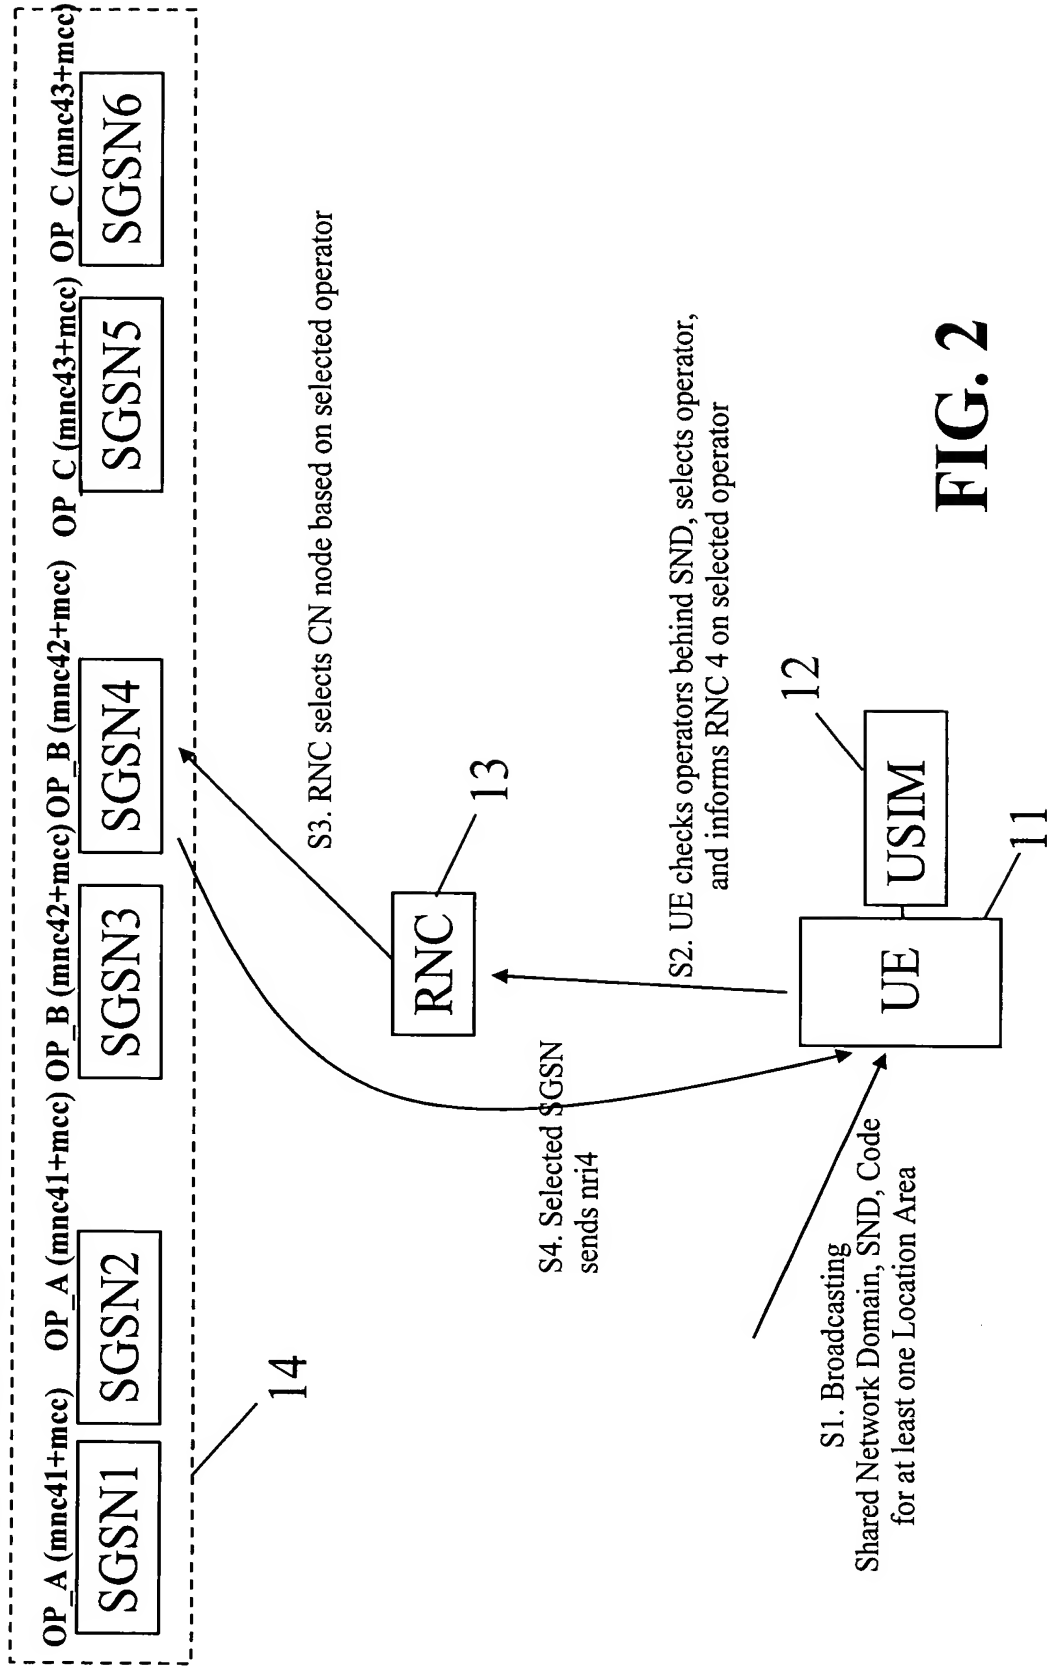 OP_A (mnc41+mcc) OP_A (mnc41+mcc) OP_B (mnc42+mcc) OP_B (mnc42+mcc) OP_C (mnc43+mcc) OP_C (mnc43+mcc)
SGSN1 SGSN2 SGSN3 SGSN4 SGSN5 SGSN6
14
S3. RNC selects CN node based on selected operator
RNC
13
S4. Selected SGSN
sends nri4
S2. UE checks operators behind SND, selects operator,
and informs RNC 4 on selected operator
S1. Broadcasting
Shared Network Domain, SND, Code
for at least one Location Area
UE
USIM
12
11
FIG. 2